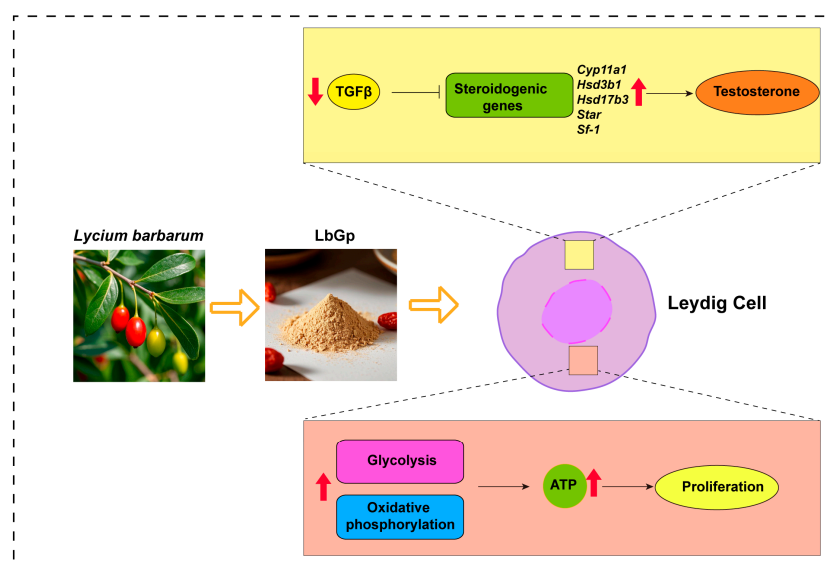 TGFβ
Steroidogenic
genes
Cyp11a1
Hsd3b1
Hsd17b3
Star
Sf-1
Testosterone
Lycium barbarum
LbGp
Leydig Cell
Glycolysis
Oxidative
phosphorylation
ATP
Proliferation